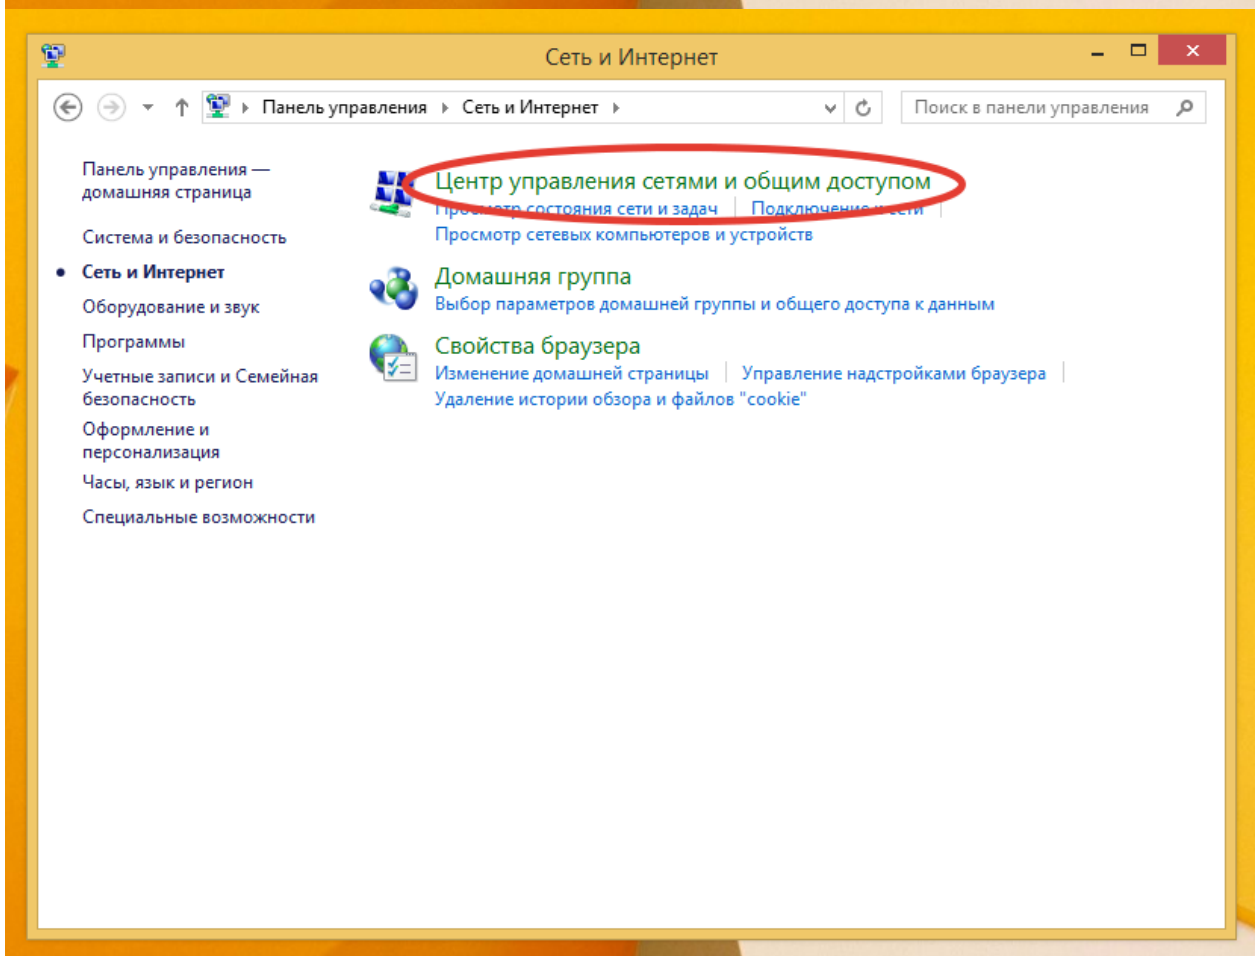 Сеть и Интернет
Панель управления Сеть и Интернет
Поиск в панели управления
Панель управления —
домашняя страница
Система и безопасность
Сеть и Интернет
Оборудование и звук
Программы
Учетные записи и Семейная
безопасность
Оформление и
персонализация
Часы, язык и регион
Специальные возможности
Центр управления сетями и общим доступом
Просмотр состояния сети и задач Подключение к сети
Просмотр сетевых компьютеров и устройств
Домашняя группа
Выбор параметров домашней группы и общего доступа к данным
Свойства браузера
Изменение домашней страницы Управление надстройками браузера
Удаление истории обзора и файлов "cookie"